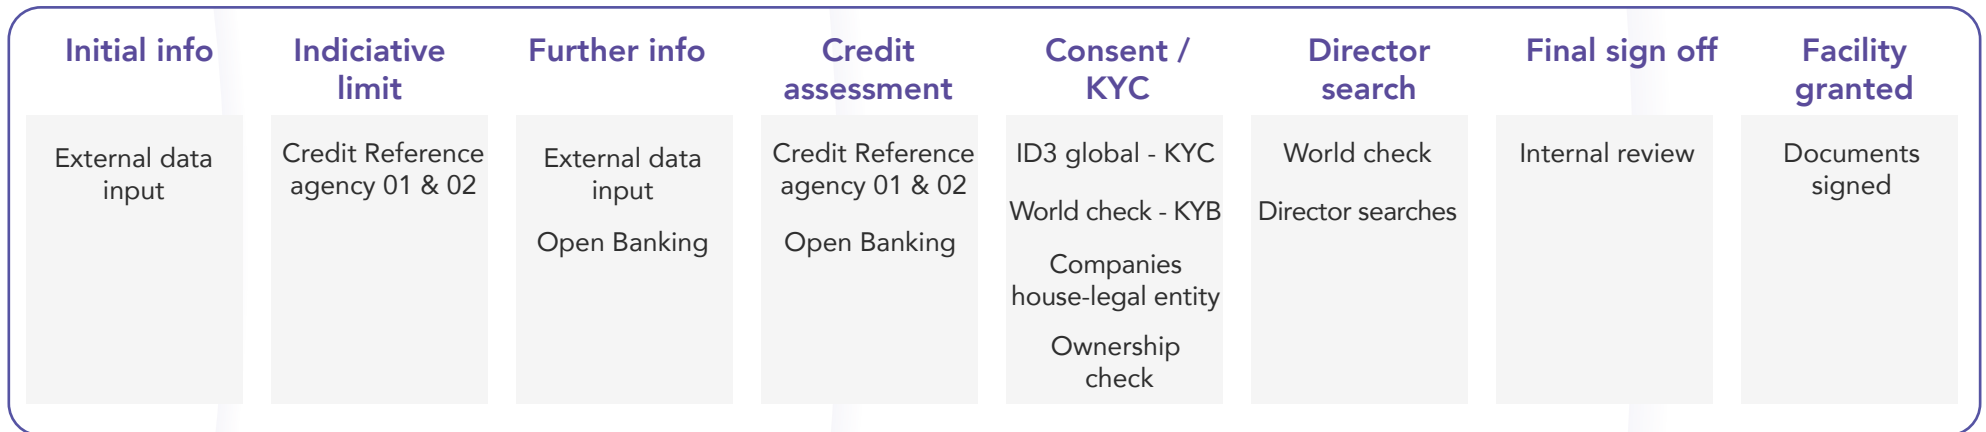 Initial info
External data
input
Indiciative
limit
Credit Reference
agency 01 & 02
Further info
External data
input
Open Banking
Credit
assessment
Credit Reference
agency 01 & 02
Open Banking
Consent /
KYC
ID3 global - KYC
World check - KYB
Companies
house-legal entity
Ownership
check
Director
search
World check
Director searches
Final sign off
Internal review
Facility
granted
Documents
signed